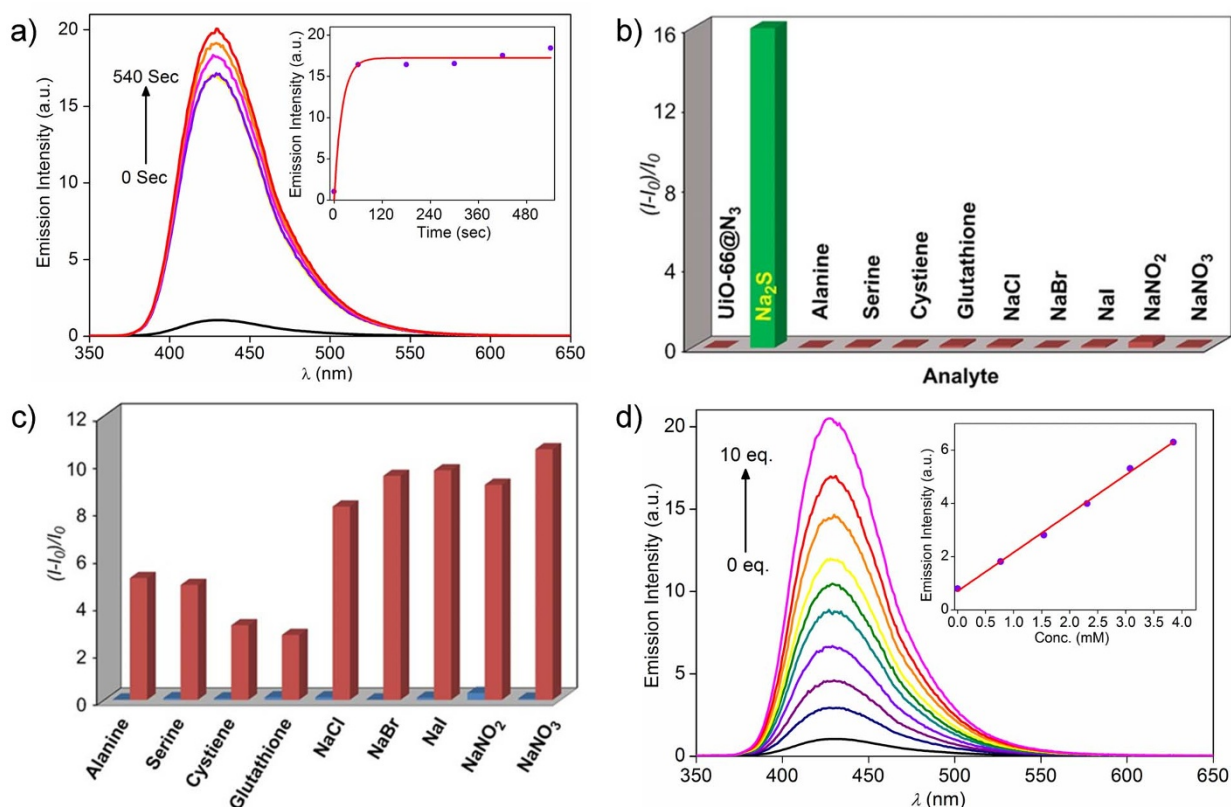 a)
20
15
10
5
0
Emission Intensity (a.u.)
540 Sec
0 Sec
350 400 450 500 550 600 650
λ (nm)
20
15
10
5
0
Emission Intensity (a.u.)
0 120 240 360 480
Time (sec)
b)
16
12
8
4
0
(I-I₀)/I₀
UiO-66@N₃
Na₂S
Alanine
Serine
Cystiene
Glutathione
NaCl
NaBr
NaI
NaNO₂
NaNO₃
Analyte
c)
12
10
8
6
4
2
0
(I-I₀)/I₀
Alanine
Serine
Cystiene
Glutathione
NaCl
NaBr
NaI
NaNO₂
NaNO₃
d)
20
15
10
5
0
Emission Intensity (a.u.)
10 eq.
0 eq.
350 400 450 500 550 600 650
λ (nm)
6
4
2
0
Emission Intensity (a.u.)
0.0 0.5 1.0 1.5 2.0 2.5 3.0 3.5 4.0
Conc. (mM)